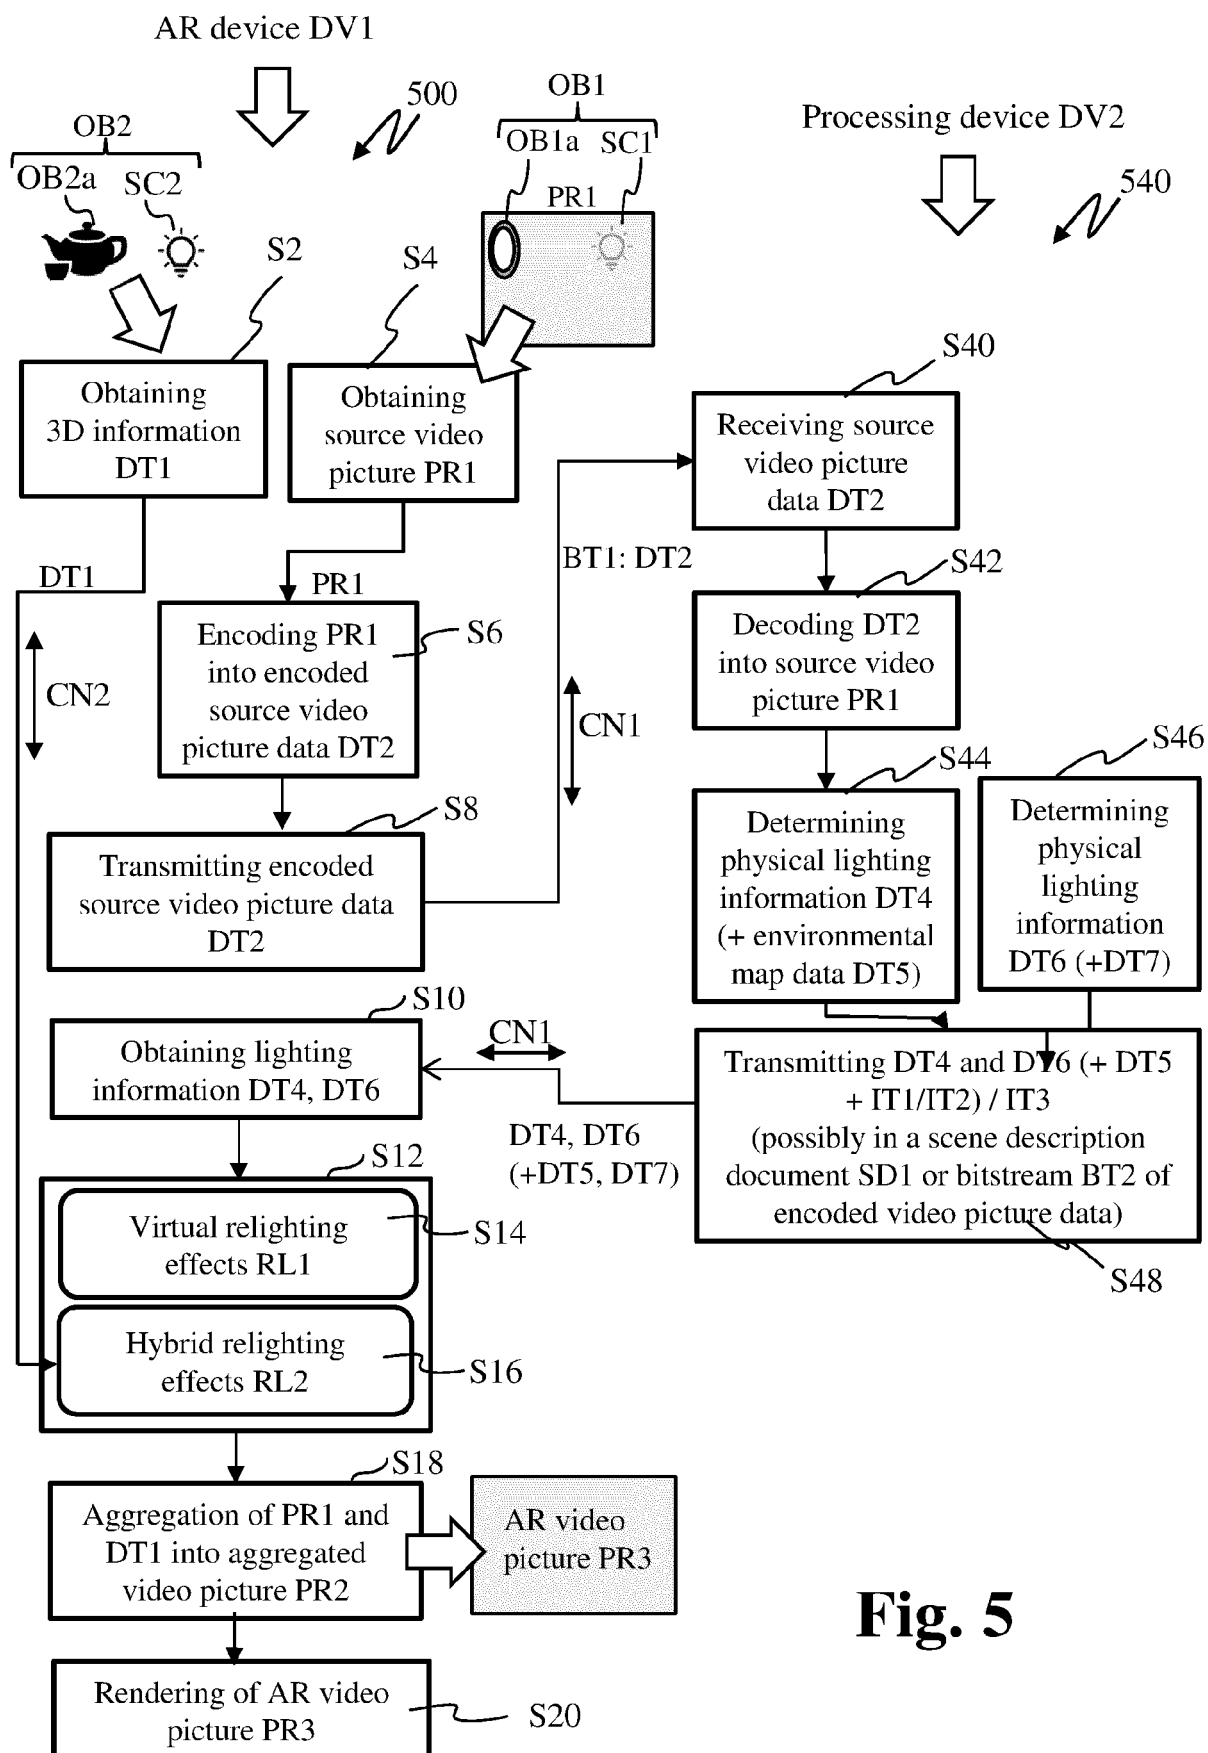 AR device DV1
500
OB2
OB2a
SC2
OB1
OB1a
SC1
PR1
Processing device DV2
540
S2
S4
Obtaining
3D information
DT1
Obtaining
source video
picture PR1
S40
Receiving source
video picture
data DT2
DT1
PR1
BT1: DT2
S42
CN2
Encoding PR1
into encoded
source video
picture data DT2
S6
CN1
Decoding DT2
into source video
picture PR1
S44
S46
S8
Transmitting encoded
source video picture data
DT2
Determining
physical lighting
information DT4
(+ environmental
map data DT5)
Determining
physical
lighting
information
DT6 (+DT7)
S10
Obtaining lighting
information DT4, DT6
CN1
DT4, DT6
(+DT5, DT7)
Transmitting DT4 and DT6 (+ DT5
+ IT1/IT2) / IT3
(possibly in a scene description
document SD1 or bitstream BT2 of
encoded video picture data)
S48
S12
Virtual relighting
effects RL1
S14
Hybrid relighting
effects RL2
S16
S18
Aggregation of PR1 and
DT1 into aggregated
video picture PR2
AR video
picture PR3
Rendering of AR video
picture PR3
S20
Fig. 5